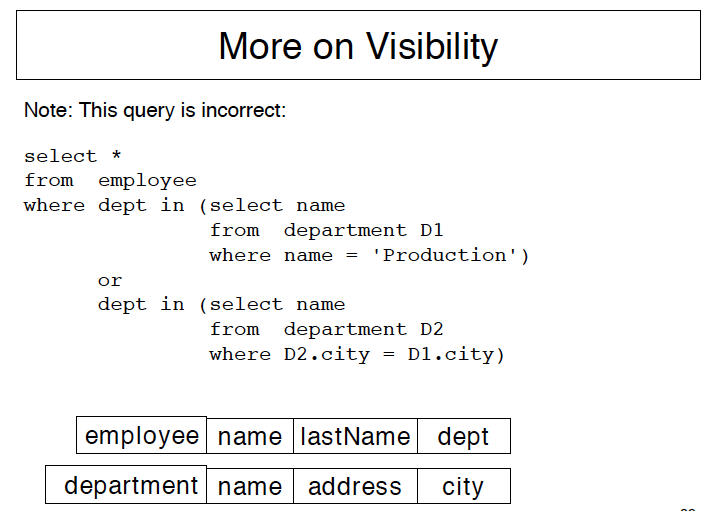 More on Visibility
Note: This query is incorrect:
select *
from  employee
where dept in (select name
               from  department D1
               where name = 'Production')
      or
      dept in (select name
               from  department D2
               where D2.city = D1.city)
employee name lastName dept
department name address city